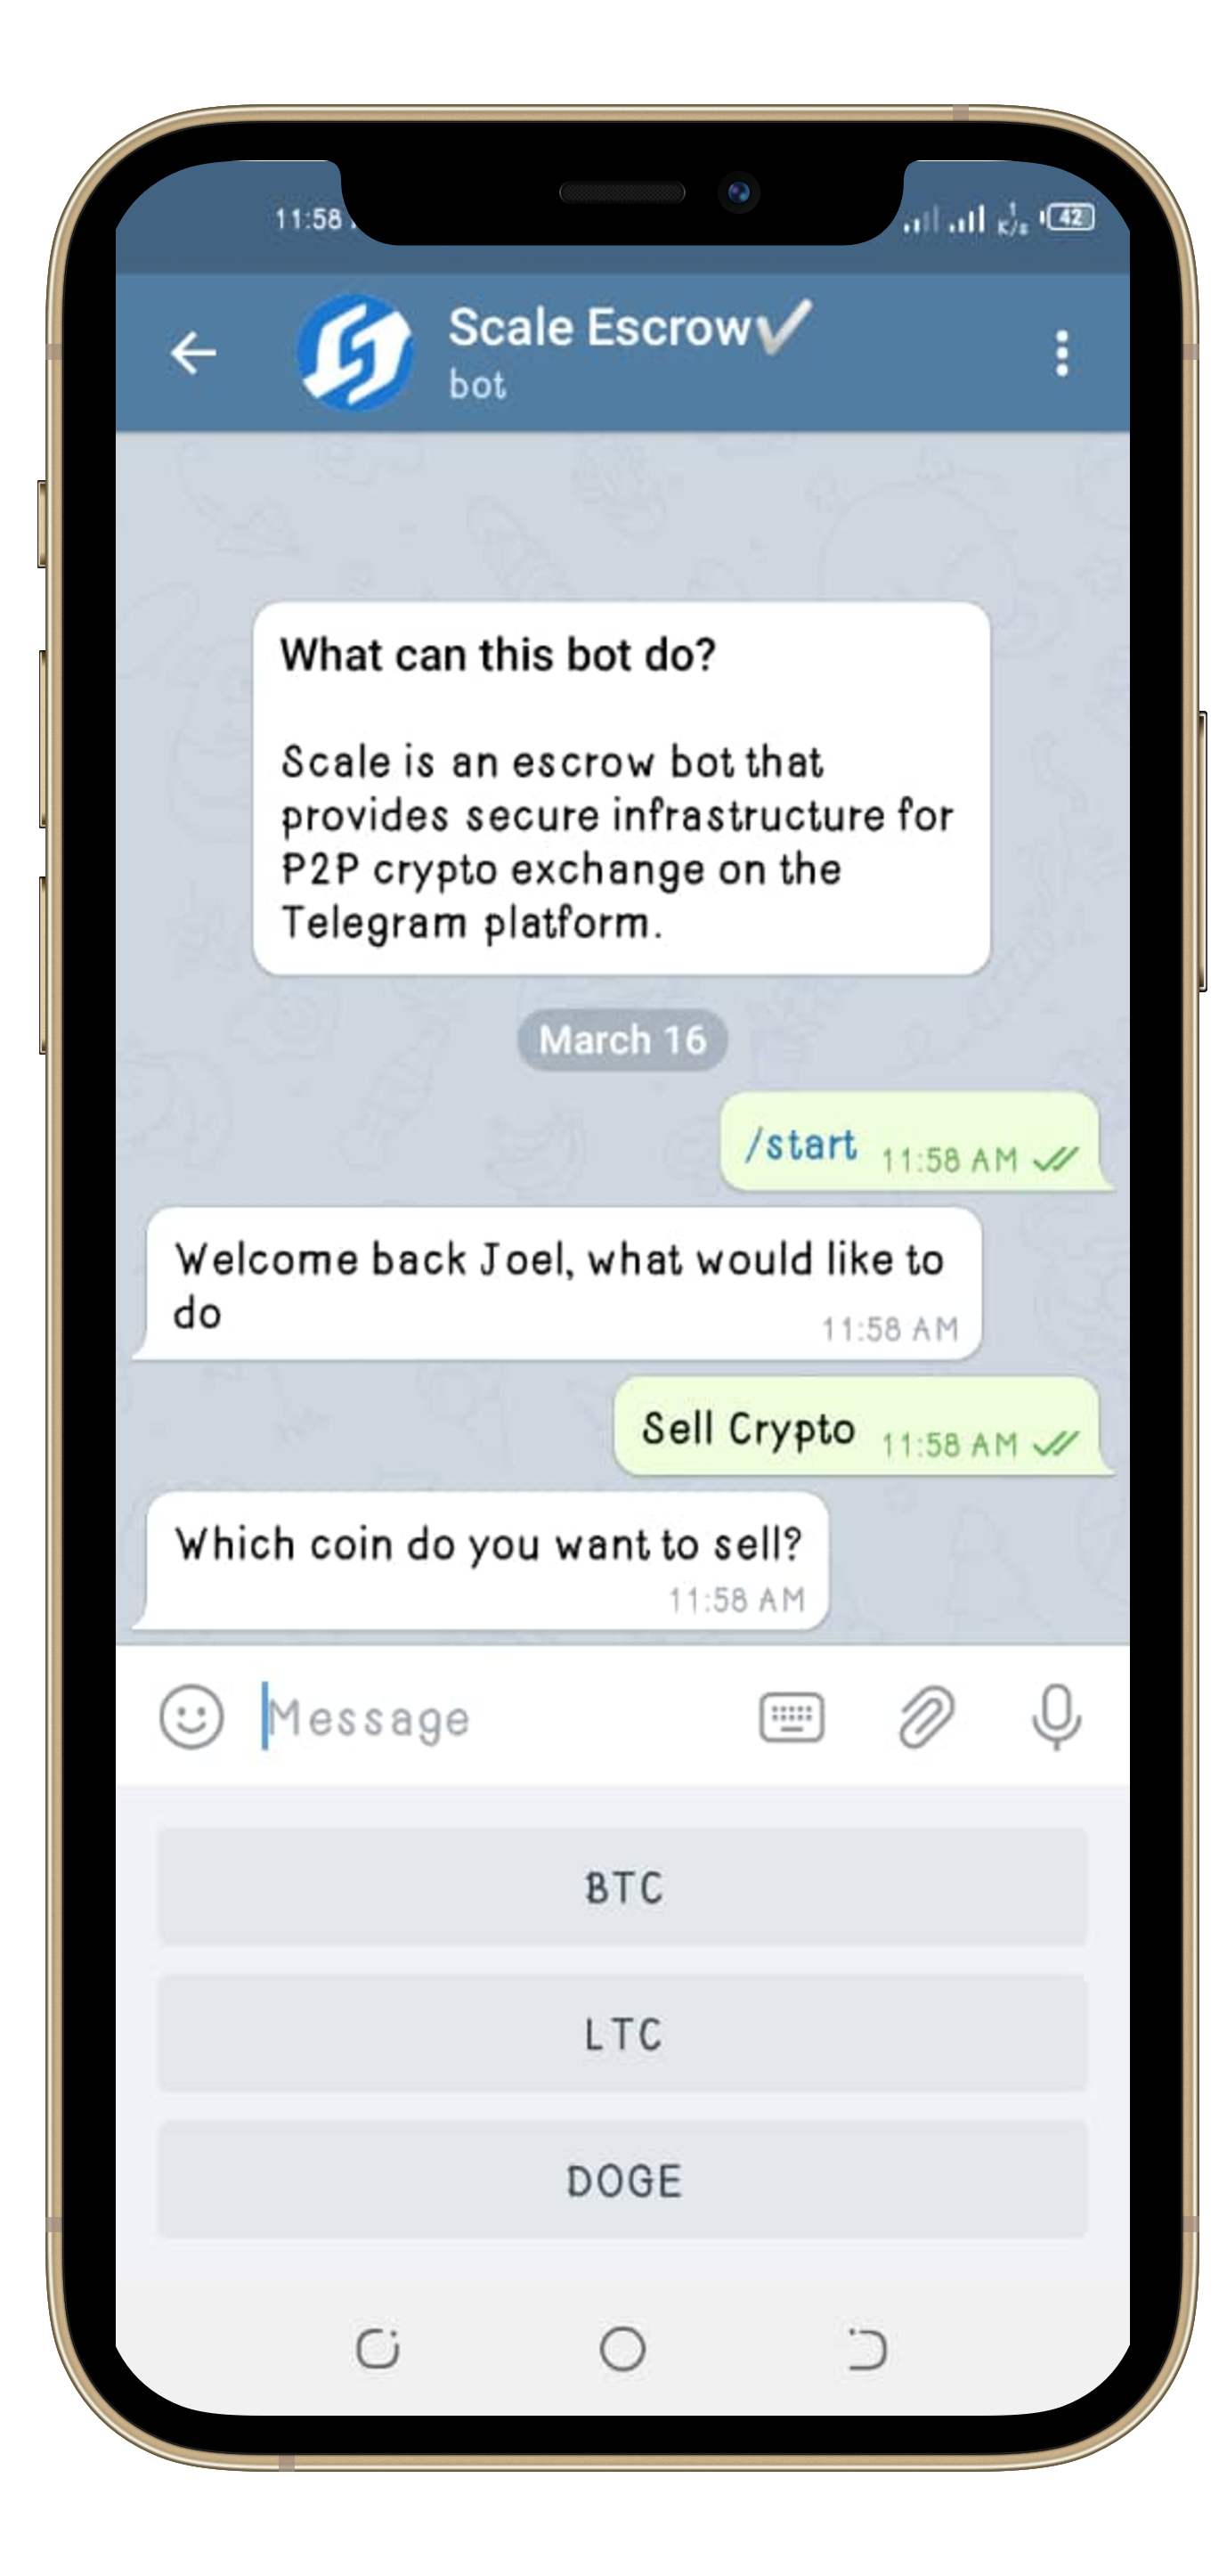 11:58
1
K/s
42
Scale Escrow✔
bot
What can this bot do?
Scale is an escrow bot that
provides secure infrastructure for
P2P crypto exchange on the
Telegram platform.
March 16
/start 11:58 AM
Welcome back Joel, what would like to
do
11:58 AM
Sell Crypto 11:58 AM
Which coin do you want to sell?
11:58 AM
Message
BTC
LTC
DOGE